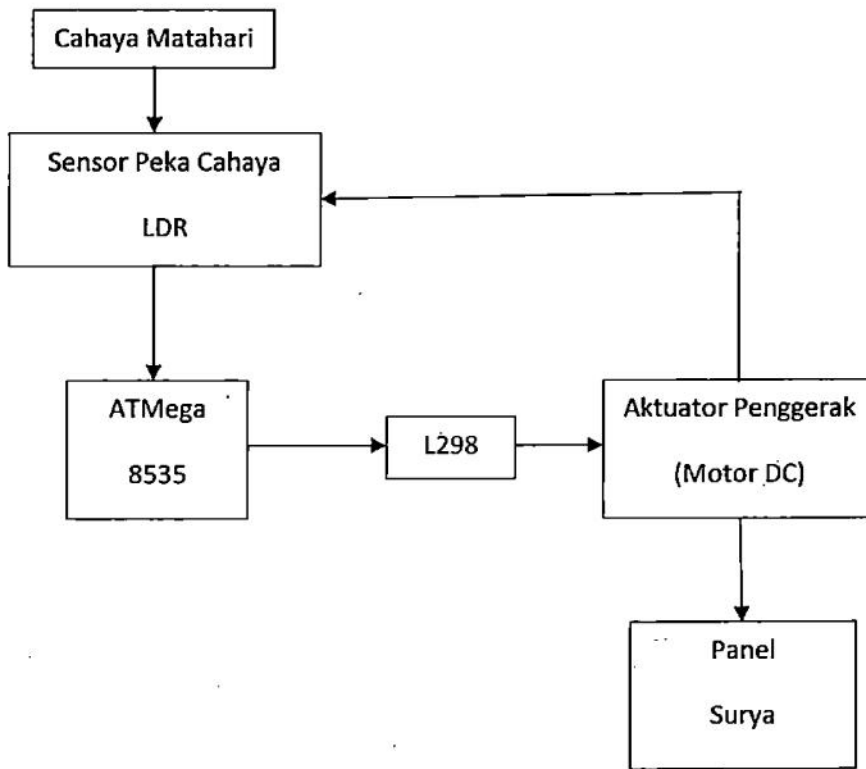 Cahaya Matahari
Sensor Peka Cahaya
LDR
ATMega
8535
L298
Aktuator Penggerak
(Motor DC)
Panel
Surya